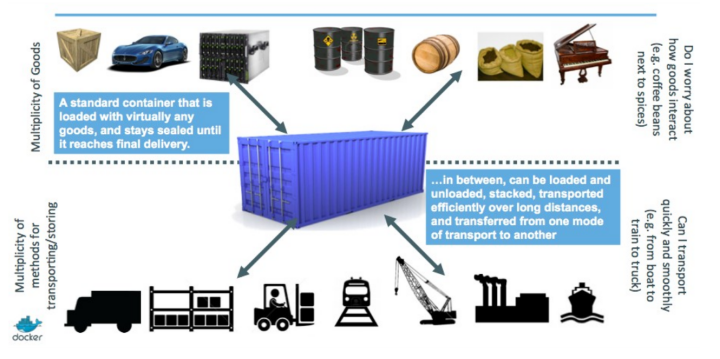 Multiplicity of Goods
A standard container that is
loaded with virtually any
goods, and stays sealed until
it reaches final delivery.
Do I worry about
how goods interact
(e.g. coffee beans
next to spices)
...in between, can be loaded and
unloaded, stacked, transported
efficiently over long distances,
and transferred from one mode
of transport to another
Multiplicity of
methods for
transporting/storing
Can I transport
quickly and smoothly
(e.g. from boat to
train to truck)
docker